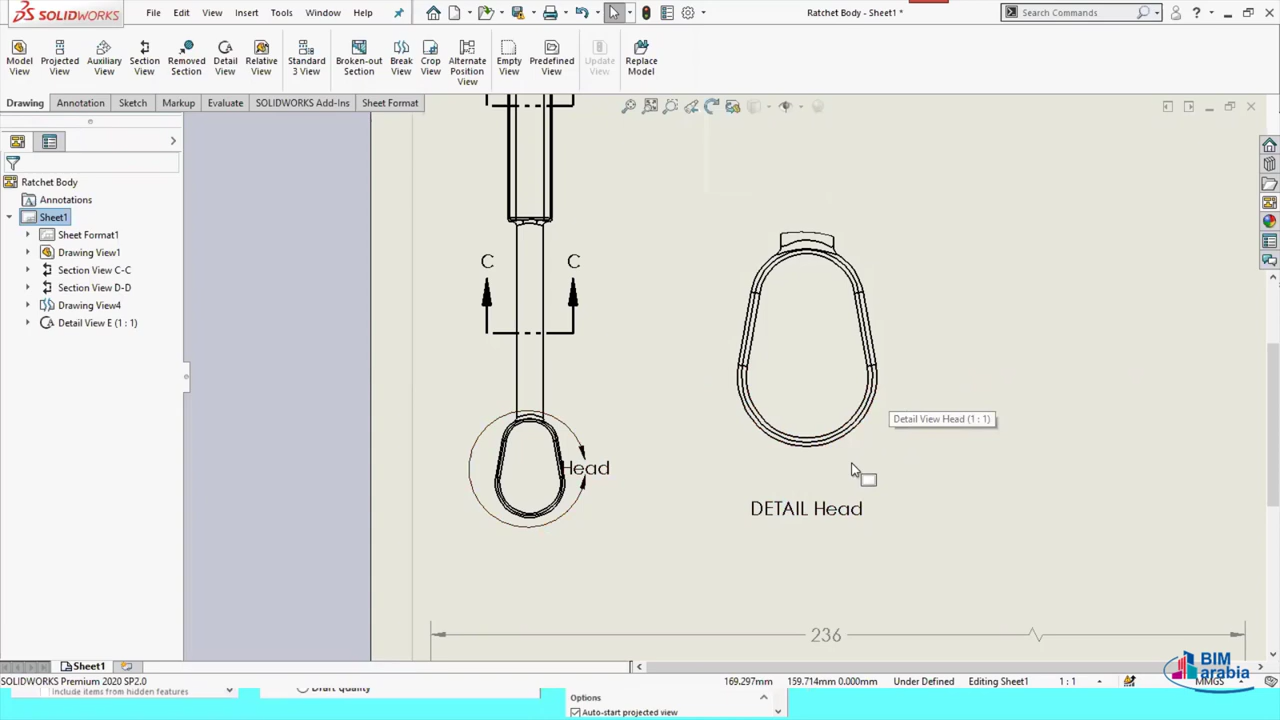 SOLIDWORKS File Edit View Insert Tools Window Help Ratchet Body - Sheet1 * Search Commands
Model View Projected View Auxiliary View Section View Removed Section Detail View Relative View Standard 3 View Broken-out Section Break View Crop View Alternate Position View Empty View Predefined View Update View Replace Model
Drawing Annotation Sketch Markup Evaluate SOLIDWORKS Add-Ins Sheet Format
Ratchet Body
Annotations
Sheet1
Sheet Format1
Drawing View1
Section View C-C
Section View D-D
Drawing View4
Detail View E (1 : 1)
C C
Head
Detail View Head (1 : 1)
DETAIL Head
236
Sheet1
SOLIDWORKS Premium 2020 SP2.0 169.297mm 159.714mm 0.000mm Under Defined Editing Sheet1 1 : 1 MMGS
BIM
arabia
Include items from hidden features Draft quality Options
Auto-start projected view